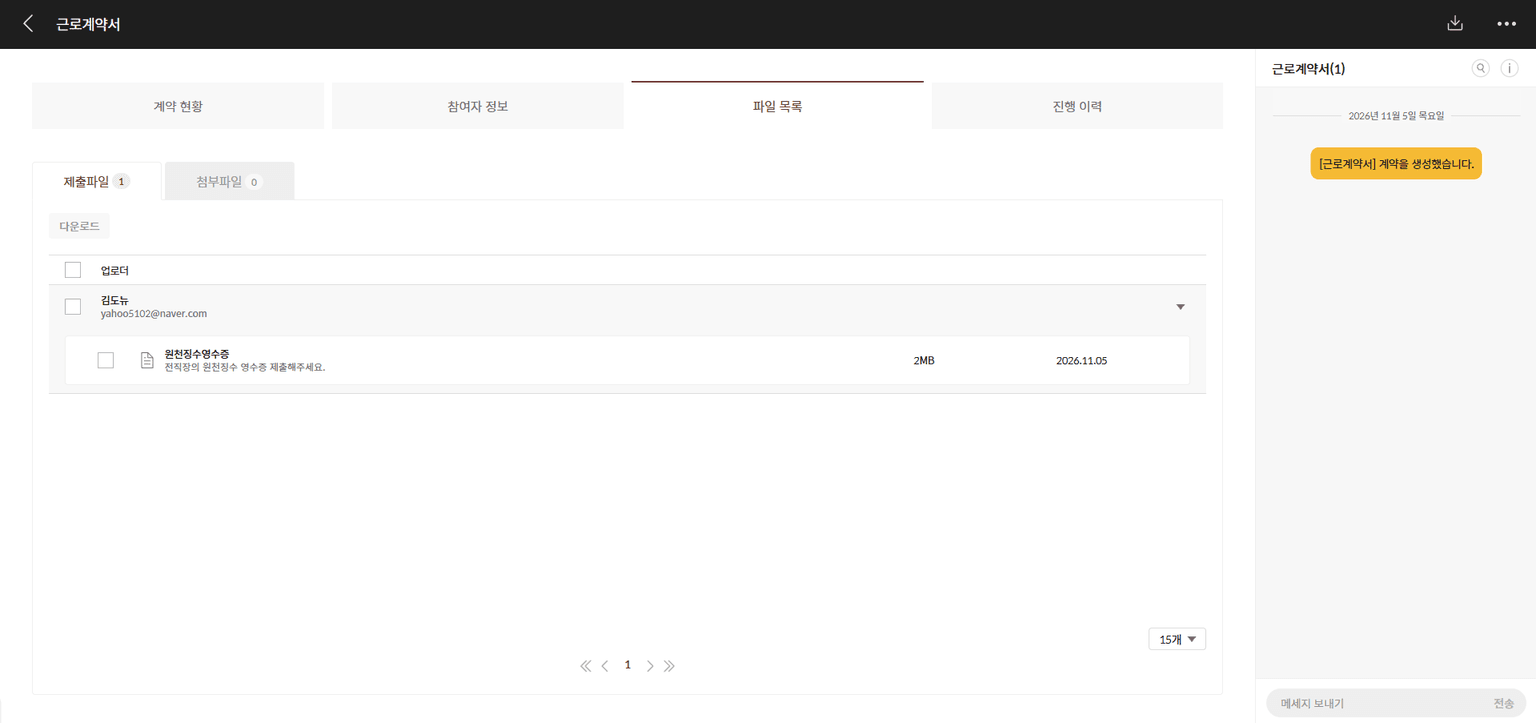 근로계약서
계약 현황
참여자 정보
파일 목록
진행 이력
제출파일 1
첨부파일 0
다운로드
업로더
김도뉴
yahoo5102@naver.com
원천징수영수증
전직장의 원천징수 영수증 제출해주세요.
2MB
2026.11.05
15개
1
근로계약서(1)
2026년 11월 5일 목요일
[근로계약서] 계약을 생성했습니다.
메세지 보내기
전송